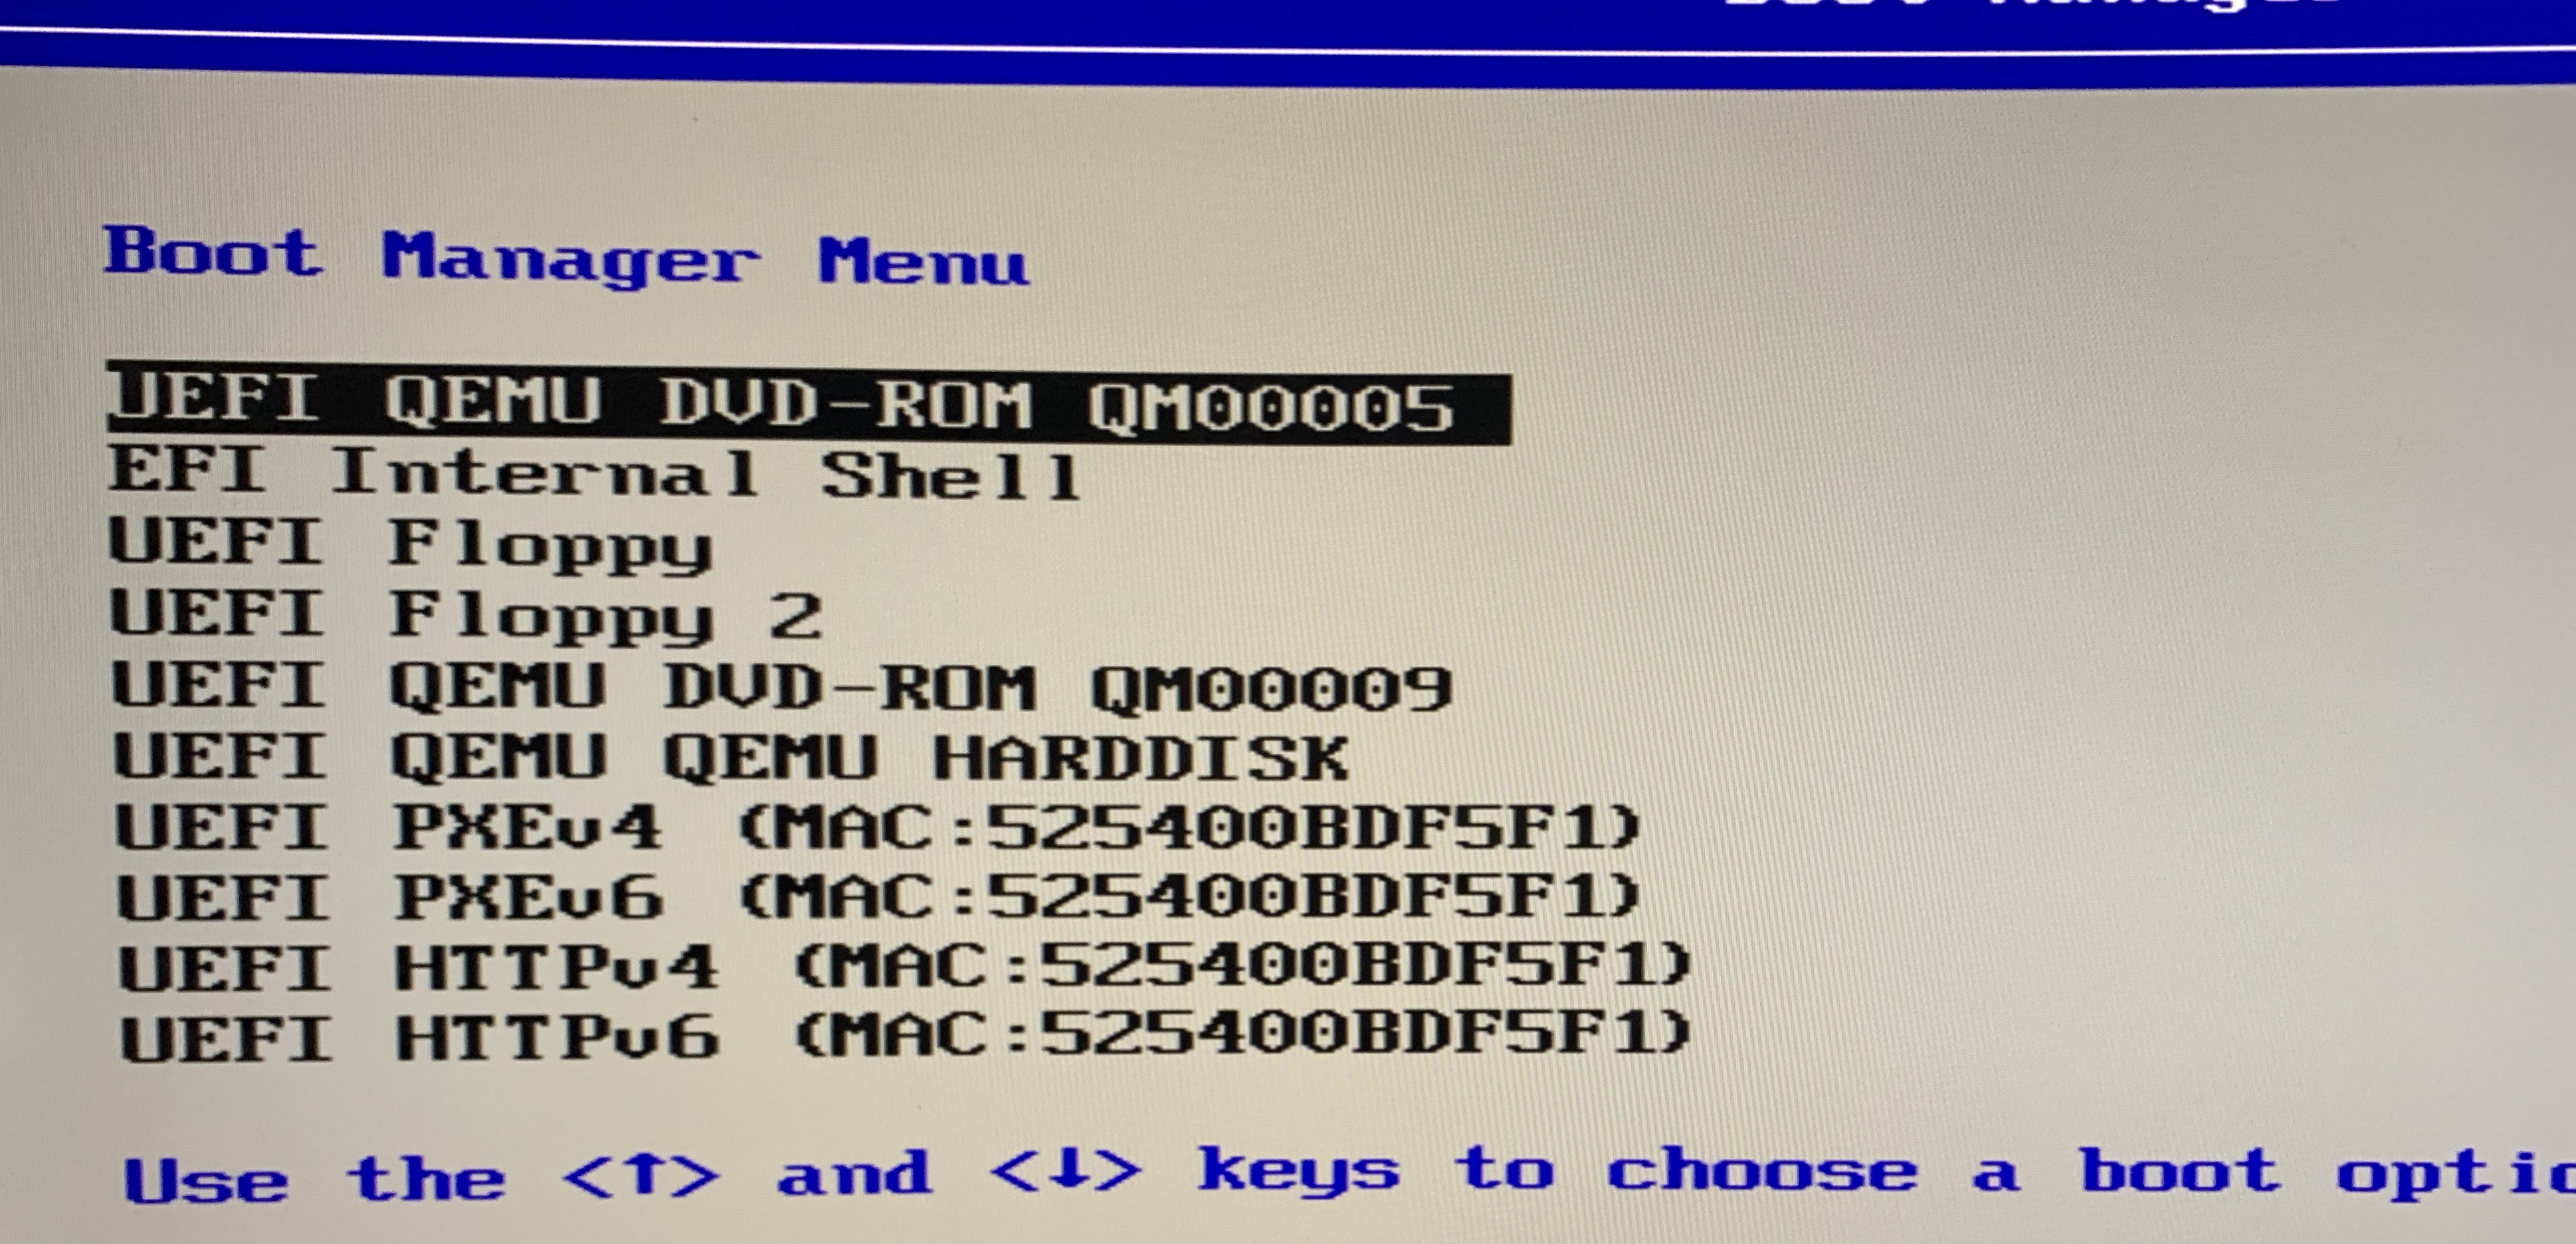 Boot Manager
Boot Manager Menu
UEFI QEMU DVD-ROM QM00005
EFI Internal Shell
UEFI Floppy
UEFI Floppy 2
UEFI QEMU DVD-ROM QM00009
UEFI QEMU QEMU HARDDISK
UEFI PXEv4 (MAC:525400BDF5F1)
UEFI PXEv6 (MAC:525400BDF5F1)
UEFI HTTPv4 (MAC:525400BDF5F1)
UEFI HTTPv6 (MAC:525400BDF5F1)
Use the <↑> and <↓> keys to choose a boot optio